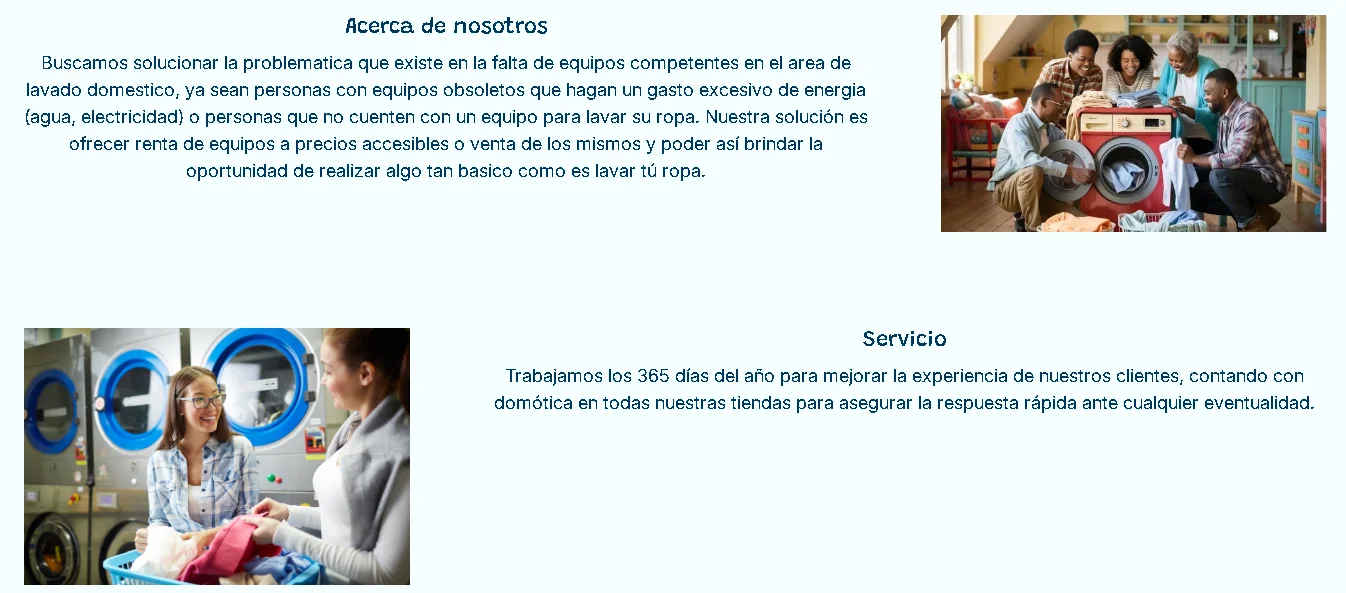 Acerca de nosotros
Buscamos solucionar la problematica que existe en la falta de equipos competentes en el area de
lavado domestico, ya sean personas con equipos obsoletos que hagan un gasto excesivo de energia
(agua, electricidad) o personas que no cuenten con un equipo para lavar su ropa. Nuestra solución es
ofrecer renta de equipos a precios accesibles o venta de los mismos y poder así brindar la
oportunidad de realizar algo tan basico como es lavar tú ropa.
Servicio
Trabajamos los 365 días del año para mejorar la experiencia de nuestros clientes, contando con
domótica en todas nuestras tiendas para asegurar la respuesta rápida ante cualquier eventualidad.